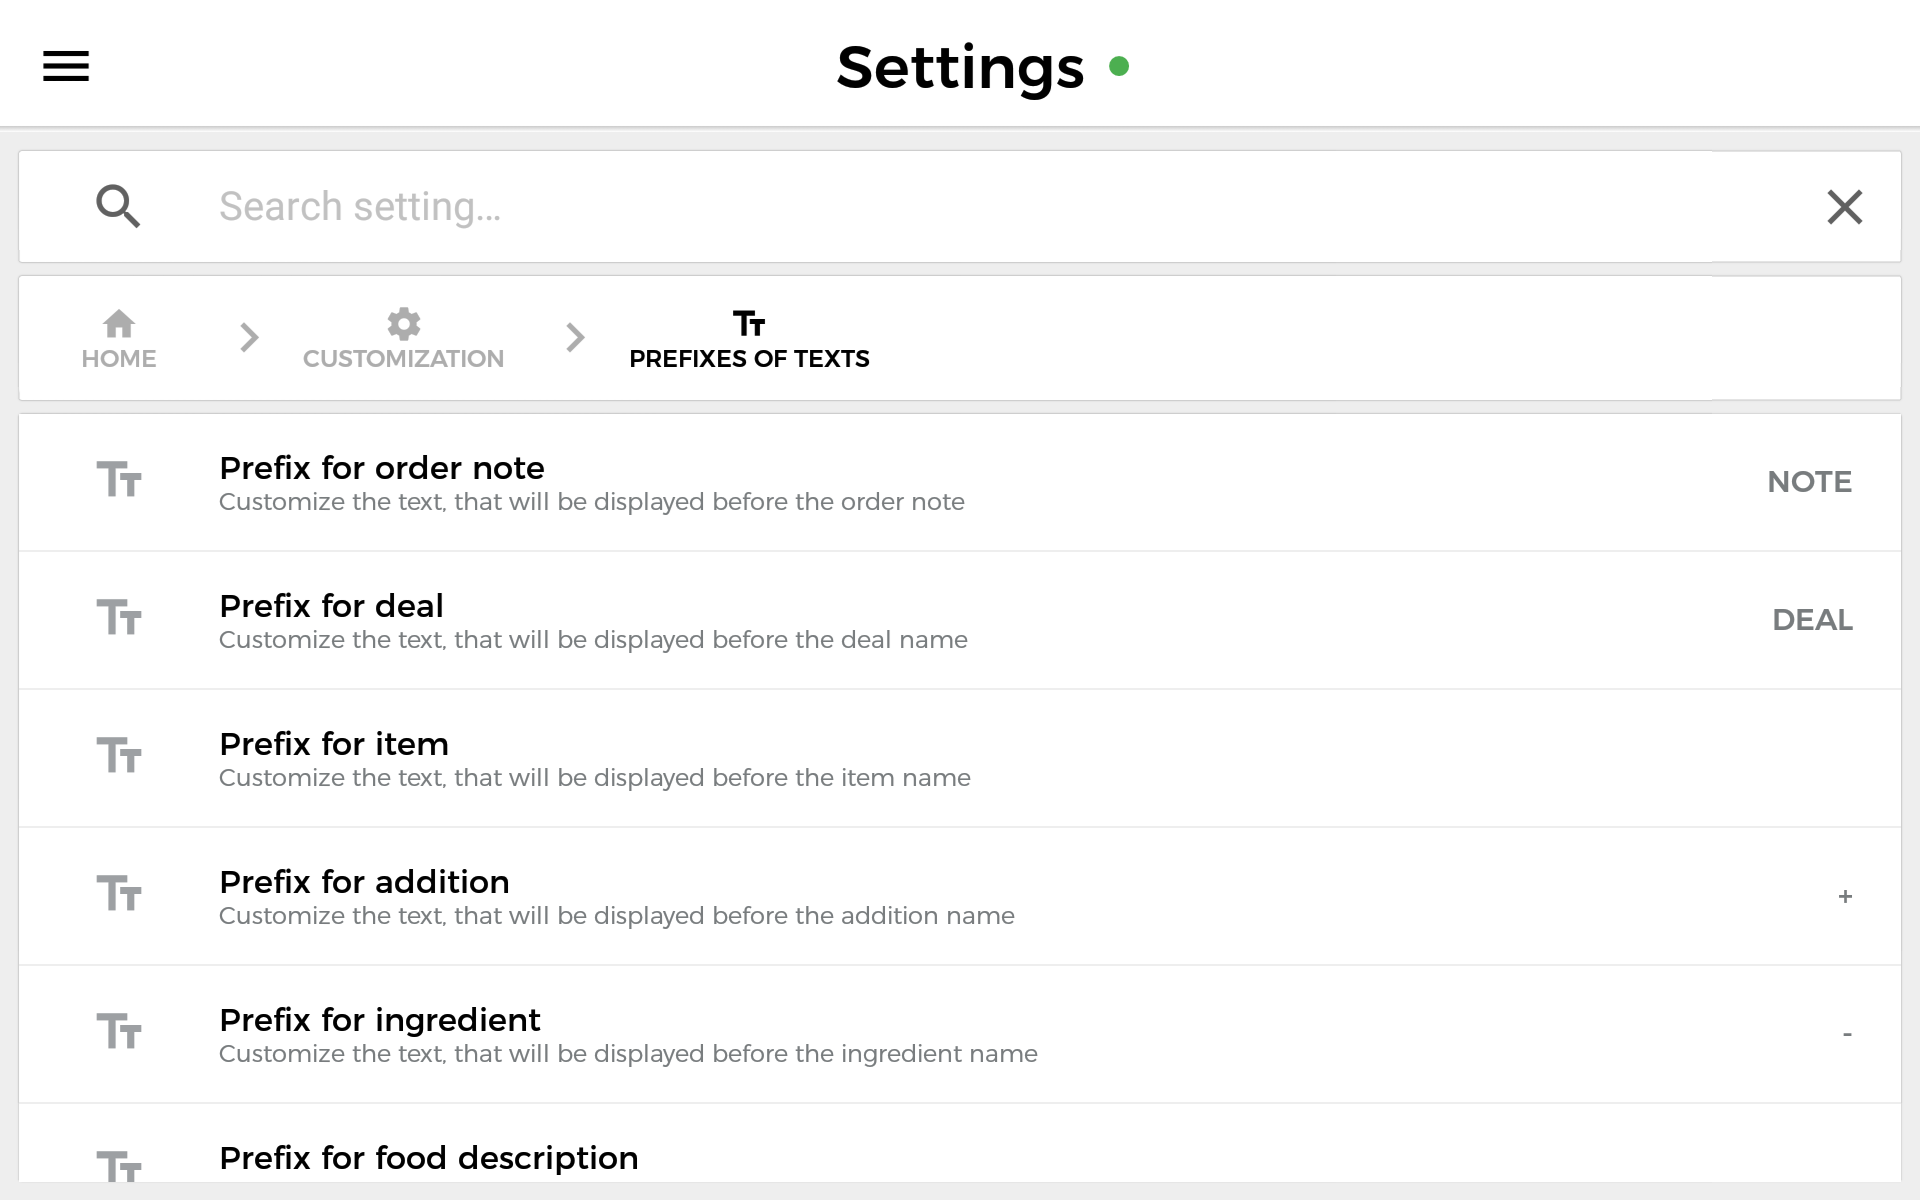 Settings
Search setting...
HOME
CUSTOMIZATION
PREFIXES OF TEXTS
Prefix for order note
Customize the text, that will be displayed before the order note
NOTE
Prefix for deal
Customize the text, that will be displayed before the deal name
DEAL
Prefix for item
Customize the text, that will be displayed before the item name
Prefix for addition
Customize the text, that will be displayed before the addition name
+
Prefix for ingredient
Customize the text, that will be displayed before the ingredient name
-
Prefix for food description